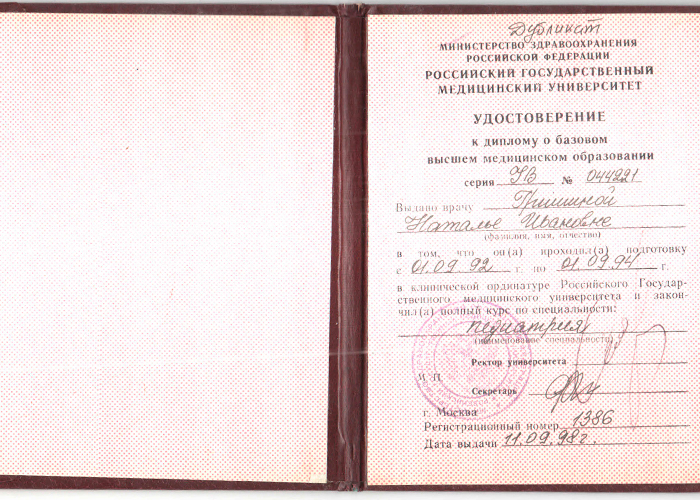 Дубликат
МИНИСТЕРСТВО ЗДРАВООХРАНЕНИЯ
РОССИЙСКОЙ ФЕДЕРАЦИИ
РОССИЙСКИЙ ГОСУДАРСТВЕННЫЙ
МЕДИЦИНСКИЙ УНИВЕРСИТЕТ
УДОСТОВЕРЕНИЕ
к диплому о базовом
высшем медицинском образовании
серия УВ № 044221
Выдано врачу
Наталье Ивановне
(фамилия, имя, отчество)
в том, что он(а) проходил(а) подготовку
с 01.09 92 г. по 01.09.94 г.
в клинической ординатуре Российского Государ-
ственного медицинского университета и закон-
чил(а) полный курс по специальности:
педиатрия
(наименование специальности)
Ректор университета
М П
Секретарь
г. Москва
Регистрационный номер 1386
Дата выдачи 11.09.98 г.